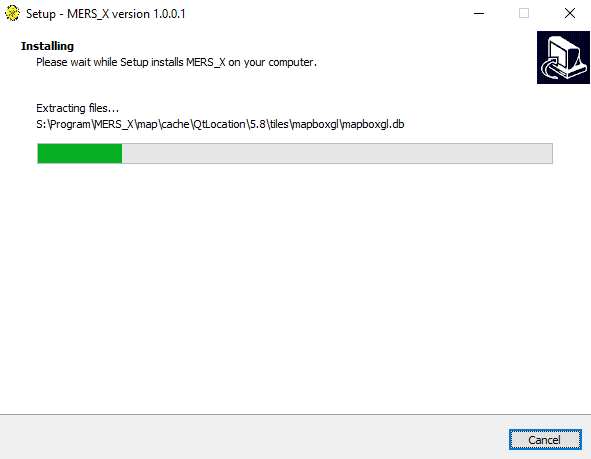 Setup - MERS_X version 1.0.0.1
Installing
Please wait while Setup installs MERS_X on your computer.
Extracting files...
S:\Program\MERS_X\map\cache\QtLocation\5.8\tiles\mapboxgl\mapboxgl.db
Cancel